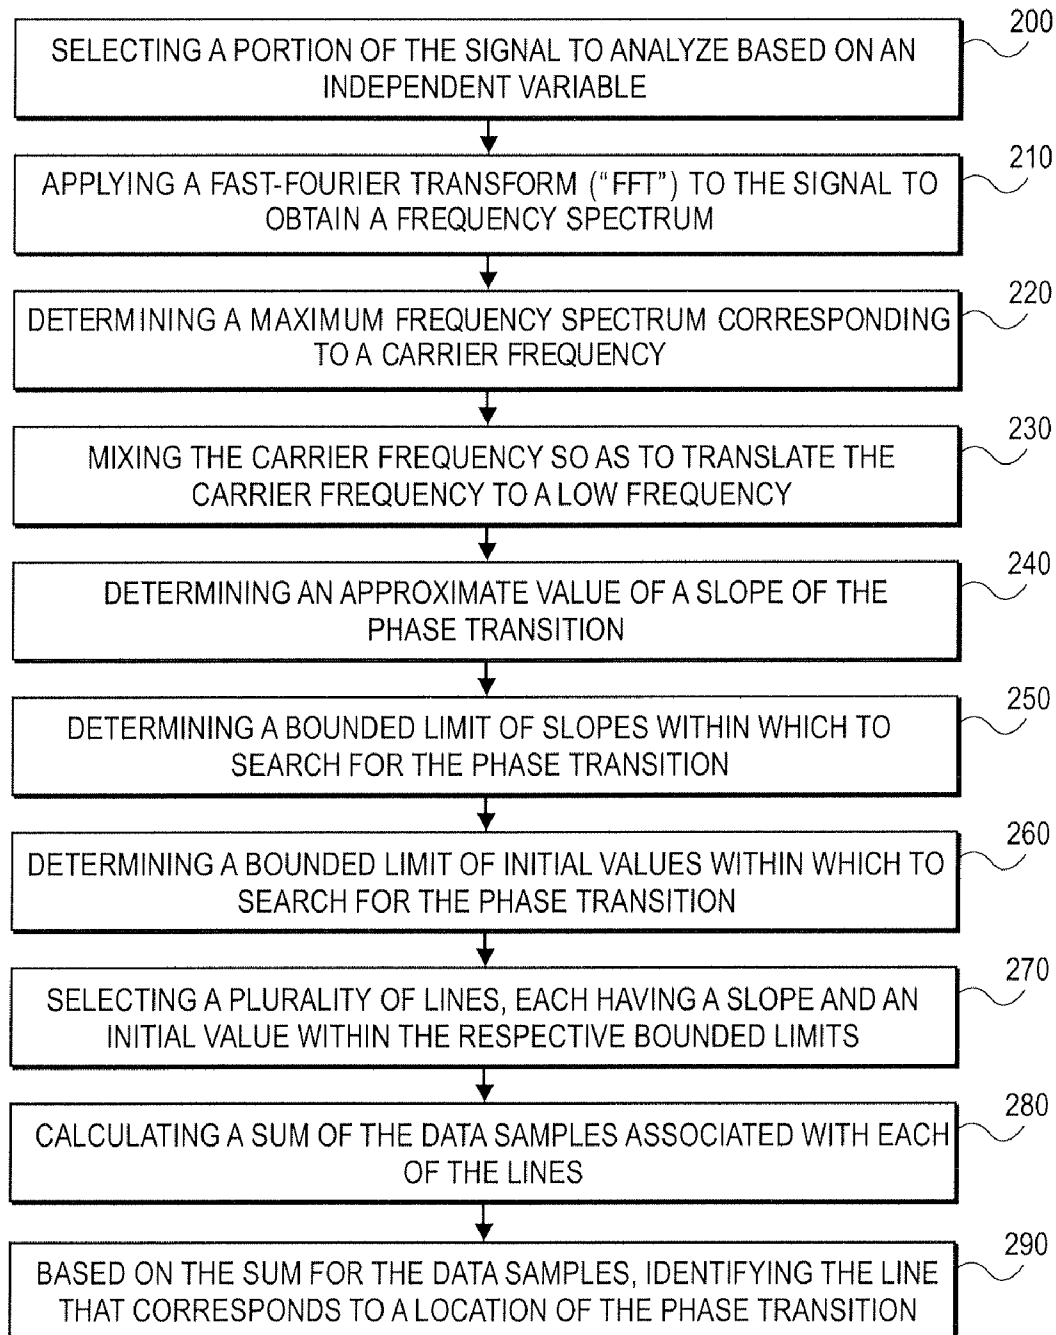 200
SELECTING A PORTION OF THE SIGNAL TO ANALYZE BASED ON AN
INDEPENDENT VARIABLE
210
APPLYING A FAST-FOURIER TRANSFORM (“FFT”) TO THE SIGNAL TO
OBTAIN A FREQUENCY SPECTRUM
220
DETERMINING A MAXIMUM FREQUENCY SPECTRUM CORRESPONDING
TO A CARRIER FREQUENCY
230
MIXING THE CARRIER FREQUENCY SO AS TO TRANSLATE THE
CARRIER FREQUENCY TO A LOW FREQUENCY
240
DETERMINING AN APPROXIMATE VALUE OF A SLOPE OF THE
PHASE TRANSITION
250
DETERMINING A BOUNDED LIMIT OF SLOPES WITHIN WHICH TO
SEARCH FOR THE PHASE TRANSITION
260
DETERMINING A BOUNDED LIMIT OF INITIAL VALUES WITHIN WHICH TO
SEARCH FOR THE PHASE TRANSITION
270
SELECTING A PLURALITY OF LINES, EACH HAVING A SLOPE AND AN
INITIAL VALUE WITHIN THE RESPECTIVE BOUNDED LIMITS
280
CALCULATING A SUM OF THE DATA SAMPLES ASSOCIATED WITH EACH
OF THE LINES
290
BASED ON THE SUM FOR THE DATA SAMPLES, IDENTIFYING THE LINE
THAT CORRESPONDS TO A LOCATION OF THE PHASE TRANSITION